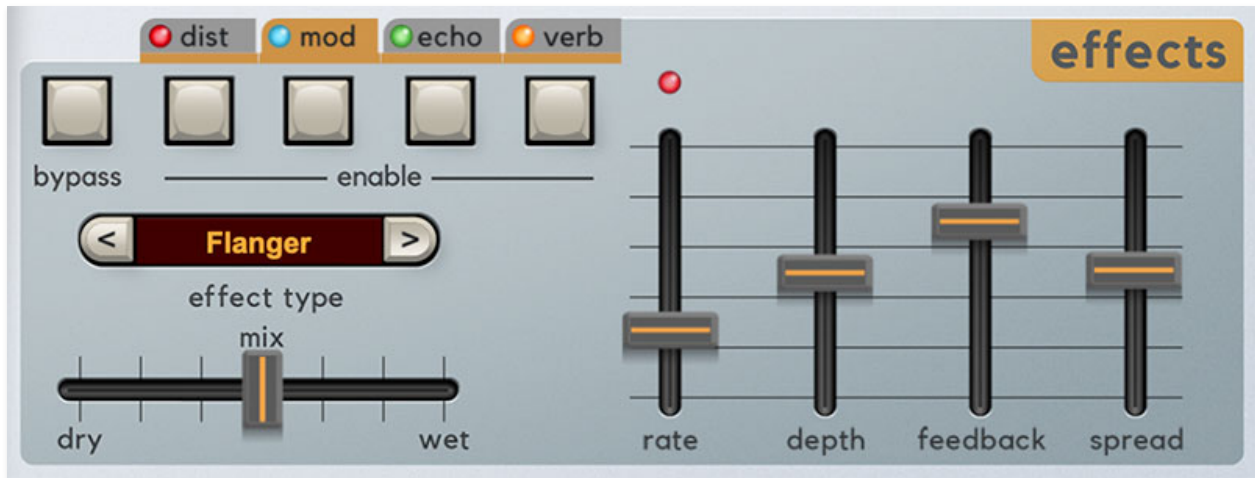 dist mod echo verb
effects
bypass enable
< Flanger >
effect type
mix
dry wet
rate depth feedback spread